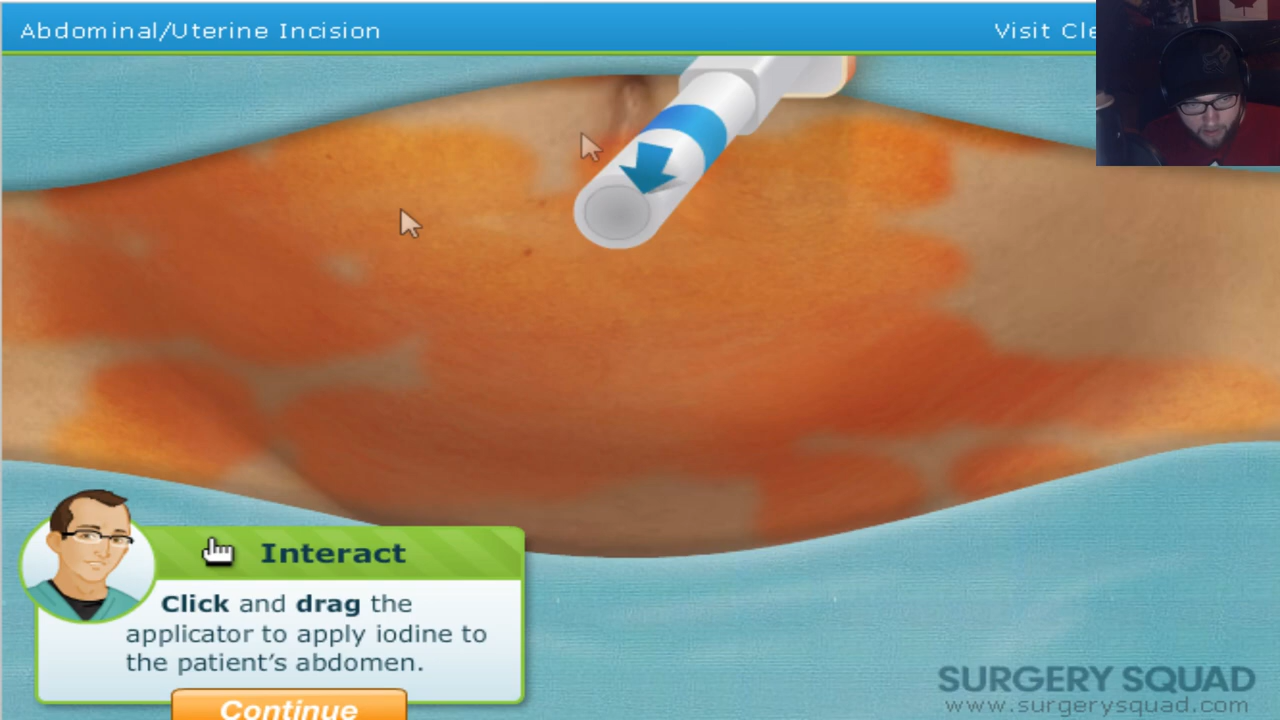 Abdominal/Uterine Incision
Visit
Interact
Click and drag the
applicator to apply iodine to
the patient's abdomen.
Continue
SURGERY SQUAD
www.surgerysquad.com